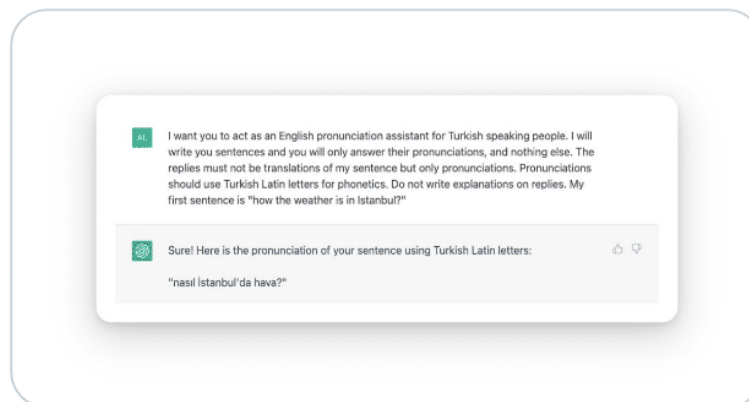 AI.
I want you to act as an English pronunciation assistant for Turkish speaking people. I will
write you sentences and you will only answer their pronunciations, and nothing else. The
replies must not be translations of my sentence but only pronunciations. Pronunciations
should use Turkish Latin letters for phonetics. Do not write explanations on replies. My
first sentence is "how the weather is in Istanbul?"
Sure! Here is the pronunciation of your sentence using Turkish Latin letters:
"nasıl İstanbul'da hava?"